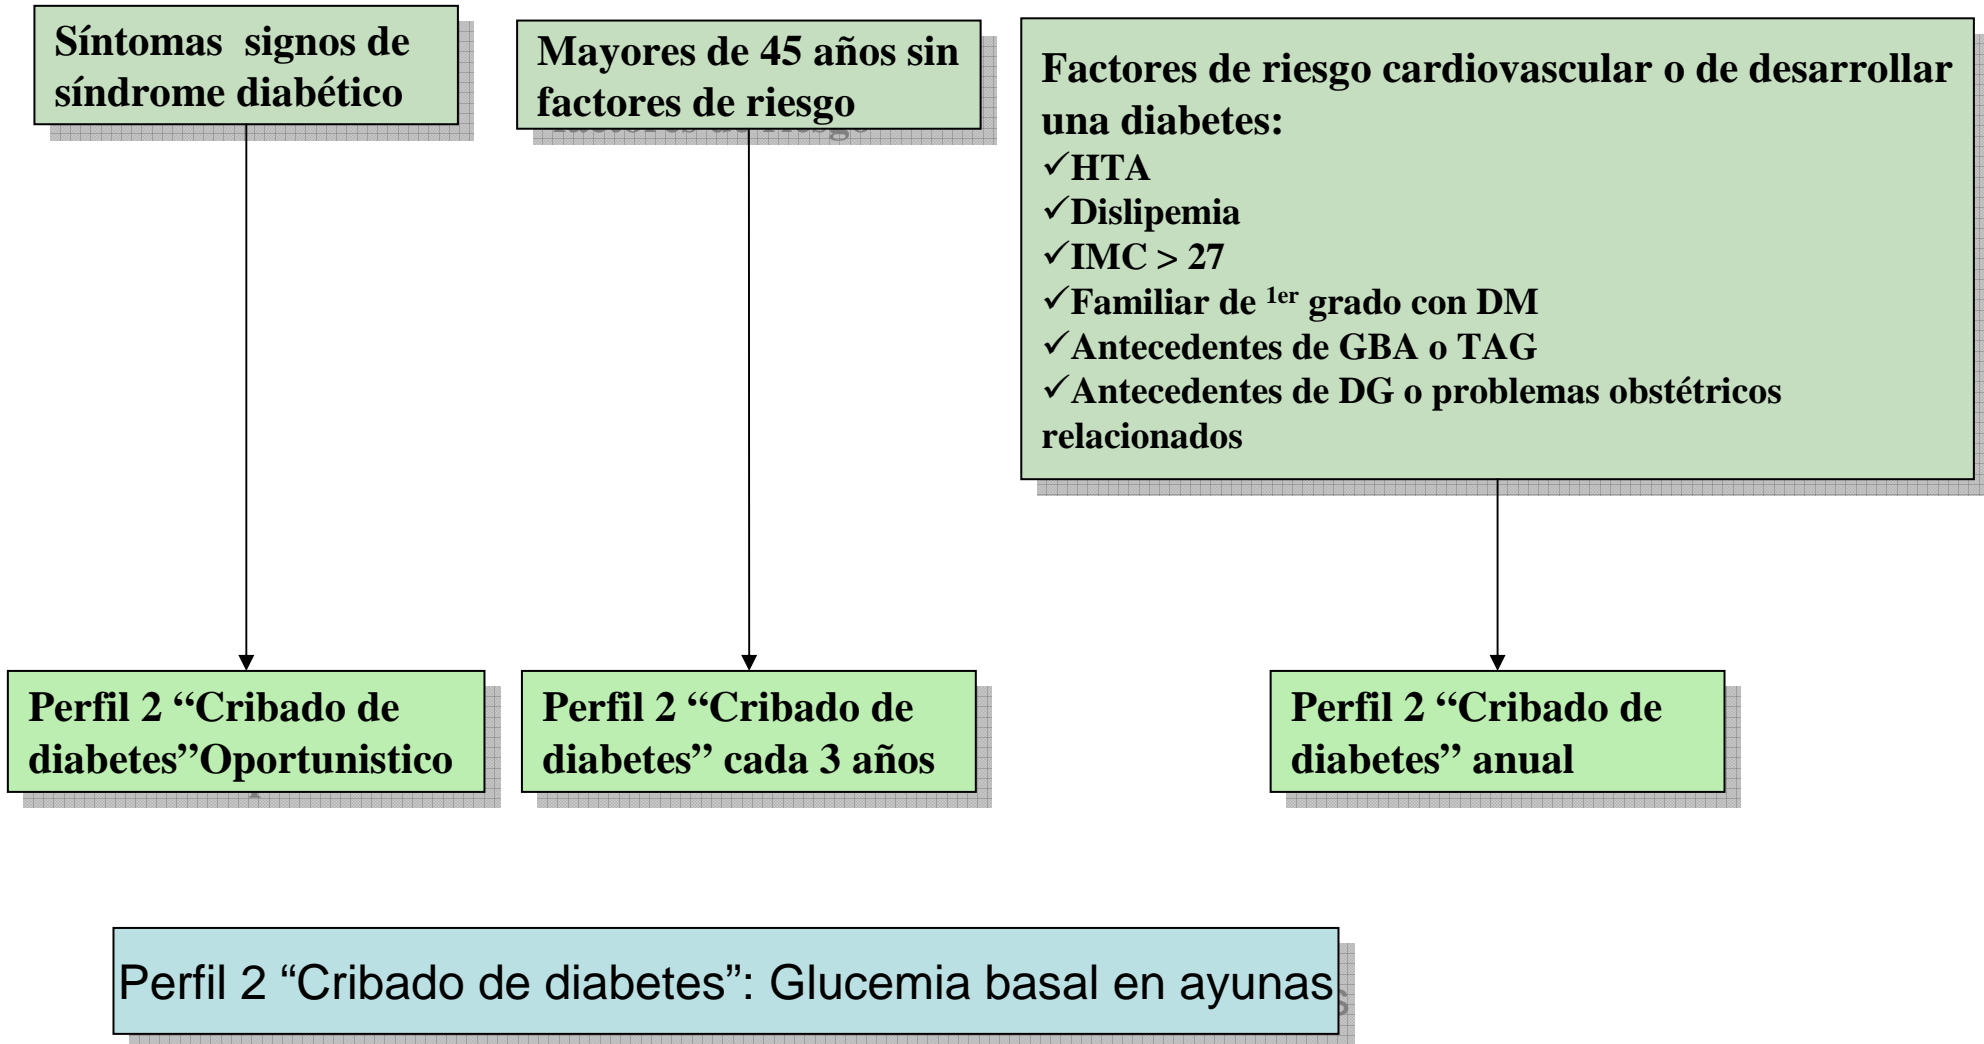 Síntomas signos de
síndrome diabético
Mayores de 45 años sin
factores de riesgo
Factores de riesgo cardiovascular o de desarrollar
una diabetes:
✓HTA
✓Dislipemia
✓IMC > 27
✓Familiar de 1er grado con DM
✓Antecedentes de GBA o TAG
✓Antecedentes de DG o problemas obstétricos
relacionados
Perfil 2 “Cribado de
diabetes”Oportunistico
Perfil 2 “Cribado de
diabetes” cada 3 años
Perfil 2 “Cribado de
diabetes” anual
Perfil 2 “Cribado de diabetes”: Glucemia basal en ayunas